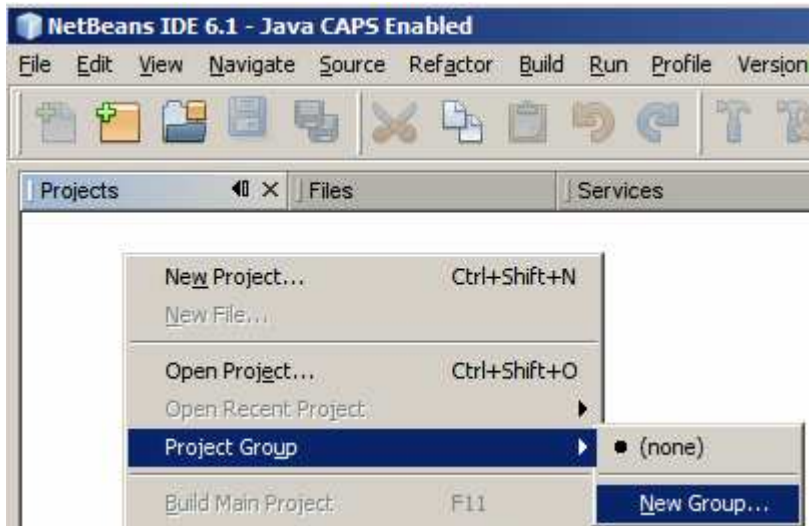 NetBeans IDE 6.1 - Java CAPS Enabled
File Edit View Navigate Source Refactor Build Run Profile Version
Projects Files Services
New Project... Ctrl+Shift+N
New File...
Open Project... Ctrl+Shift+O
Open Recent Project
Project Group (none)
Build Main Project F11 New Group...